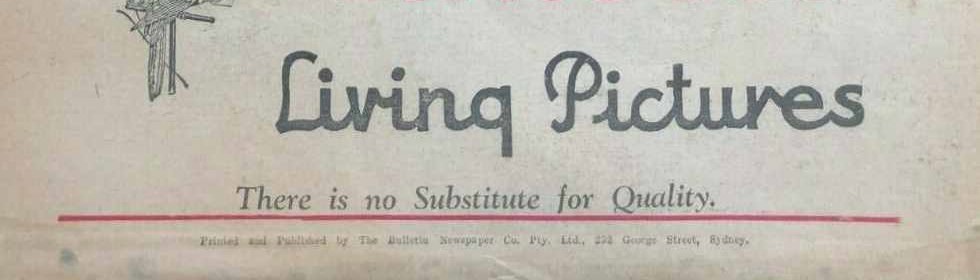 Living Pictures
There is no Substitute for Quality.
Printed and Published by The Bulletin Newspaper Co. Pty. Ltd., 252 George Street, Sydney.